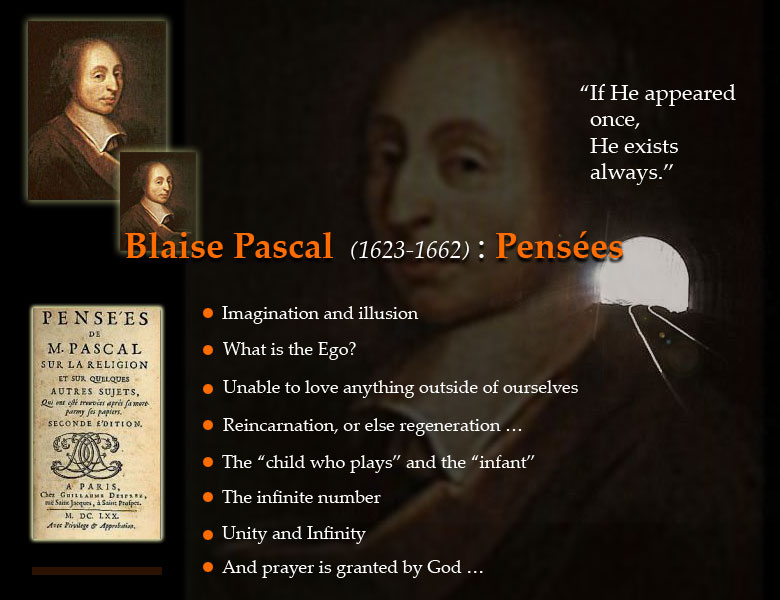 “If He appeared
once,
He exists
always.”
Blaise Pascal (1623-1662) : Pensées
PENSÉES
DE
M. PASCAL
SUR LA RELIGION
ET SUR QUELQUES
AUTRES SUJETS,
Qui ont esté trouvées aprés sa mort
parmy ses papiers.
SECONDE ÉDITION.
A PARIS,
Chez GUILLAUME DESPREZ,
ruë Saint Jacques, à Saint Prosper.
M. DC. LXX.
Avec Privilege & Approbation.
• Imagination and illusion
• What is the Ego?
• Unable to love anything outside of ourselves
• Reincarnation, or else regeneration …
• The “child who plays” and the “infant”
• The infinite number
• Unity and Infinity
• And prayer is granted by God …